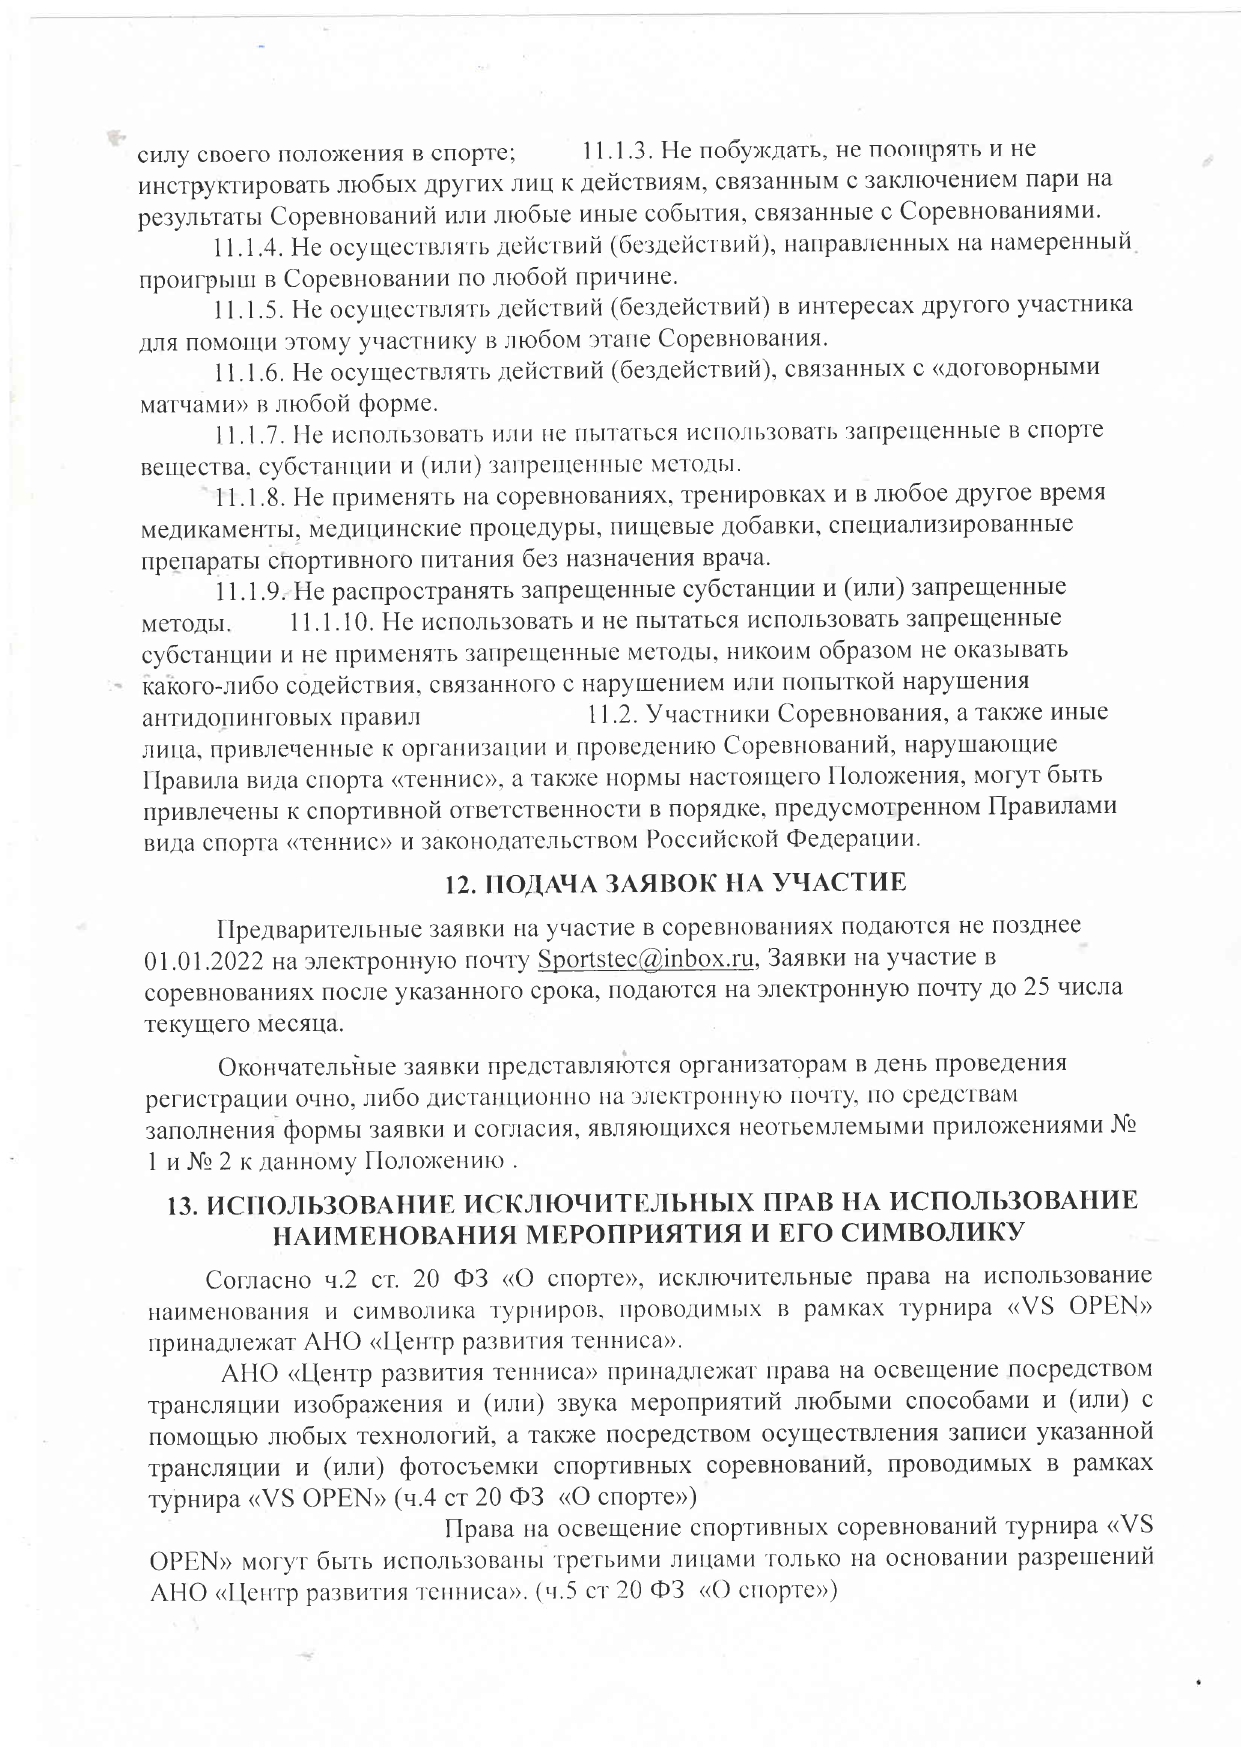 силу своего положения в спорте; 11.1.3. Не побуждать, не поощрять и не
инструктировать любых других лиц к действиям, связанным с заключением пари на
результаты Соревнований или любые иные события, связанные с Соревнованиями.
11.1.4. Не осуществлять действий (бездействий), направленных на намеренный
проигрыш в Соревновании по любой причине.
11.1.5. Не осуществлять действий (бездействий) в интересах другого участника
для помощи этому участнику в любом этапе Соревнования.
11.1.6. Не осуществлять действий (бездействий), связанных с «договорными
матчами» в любой форме.
11.1.7. Не использовать или не пытаться использовать запрещенные в спорте
вещества, субстанции и (или) запрещенные методы.
11.1.8. Не применять на соревнованиях, тренировках и в любое другое время
медикаменты, медицинские процедуры, пищевые добавки, специализированные
препараты спортивного питания без назначения врача.
11.1.9. Не распространять запрещенные субстанции и (или) запрещенные
методы. 11.1.10. Не использовать и не пытаться использовать запрещенные
субстанции и не применять запрещенные методы, никоим образом не оказывать
какого-либо содействия, связанного с нарушением или попыткой нарушения
антидопинговых правил 11.2. Участники Соревнования, а также иные
лица, привлеченные к организации и проведению Соревнований, нарушающие
Правила вида спорта «теннис», а также нормы настоящего Положения, могут быть
привлечены к спортивной ответственности в порядке, предусмотренном Правилами
вида спорта «теннис» и законодательством Российской Федерации.
12. ПОДАЧА ЗАЯВОК НА УЧАСТИЕ
Предварительные заявки на участие в соревнованиях подаются не позднее
01.01.2022 на электронную почту Sportstec@inbox.ru, Заявки на участие в
соревнованиях после указанного срока, подаются на электронную почту до 25 числа
текущего месяца.
Окончательные заявки представляются организаторам в день проведения
регистрации очно, либо дистанционно на электронную почту, по средствам
заполнения формы заявки и согласия, являющихся неотьемлемыми приложениями №
1 и № 2 к данному Положению .
13. ИСПОЛЬЗОВАНИЕ ИСКЛЮЧИТЕЛЬНЫХ ПРАВ НА ИСПОЛЬЗОВАНИЕ
НАИМЕНОВАНИЯ МЕРОПРИЯТИЯ И ЕГО СИМВОЛИКУ
Согласно ч.2 ст. 20 ФЗ «О спорте», исключительные права на использование
наименования и символика турниров, проводимых в рамках турнира «VS OPEN»
принадлежат АНО «Центр развития тенниса».
АНО «Центр развития тенниса» принадлежат права на освещение посредством
трансляции изображения и (или) звука мероприятий любыми способами и (или) с
помощью любых технологий, а также посредством осуществления записи указанной
трансляции и (или) фотосъемки спортивных соревнований, проводимых в рамках
турнира «VS OPEN» (ч.4 ст 20 ФЗ «О спорте»)
Права на освещение спортивных соревнований турнира «VS
OPEN» могут быть использованы третьими лицами только на основании разрешений
АНО «Центр развития тенниса». (ч.5 ст 20 ФЗ «О спорте»)